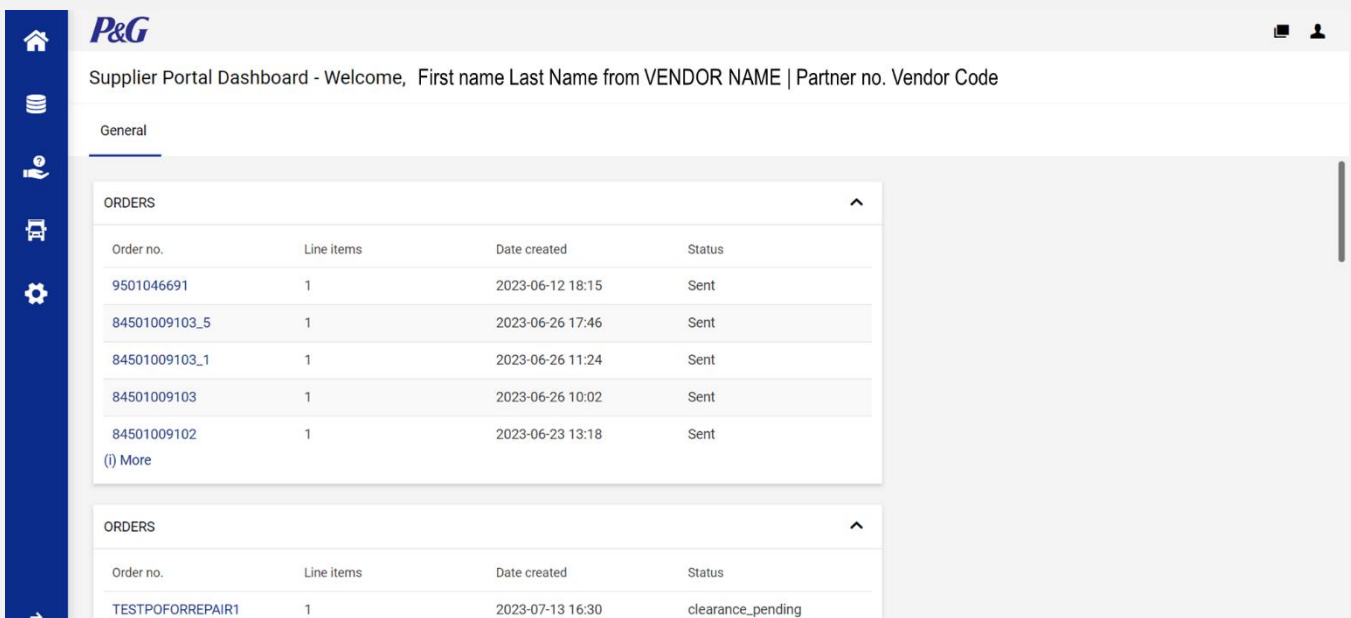 P&G
Supplier Portal Dashboard - Welcome, First name Last Name from VENDOR NAME | Partner no. Vendor Code
General
ORDERS
Order no. Line items Date created Status
9501046691 1 2023-06-12 18:15 Sent
84501009103_5 1 2023-06-26 17:46 Sent
84501009103_1 1 2023-06-26 11:24 Sent
84501009103 1 2023-06-26 10:02 Sent
84501009102 1 2023-06-23 13:18 Sent
(i) More
ORDERS
Order no. Line items Date created Status
TESTPOFORREPAIR1 1 2023-07-13 16:30 clearance_pending